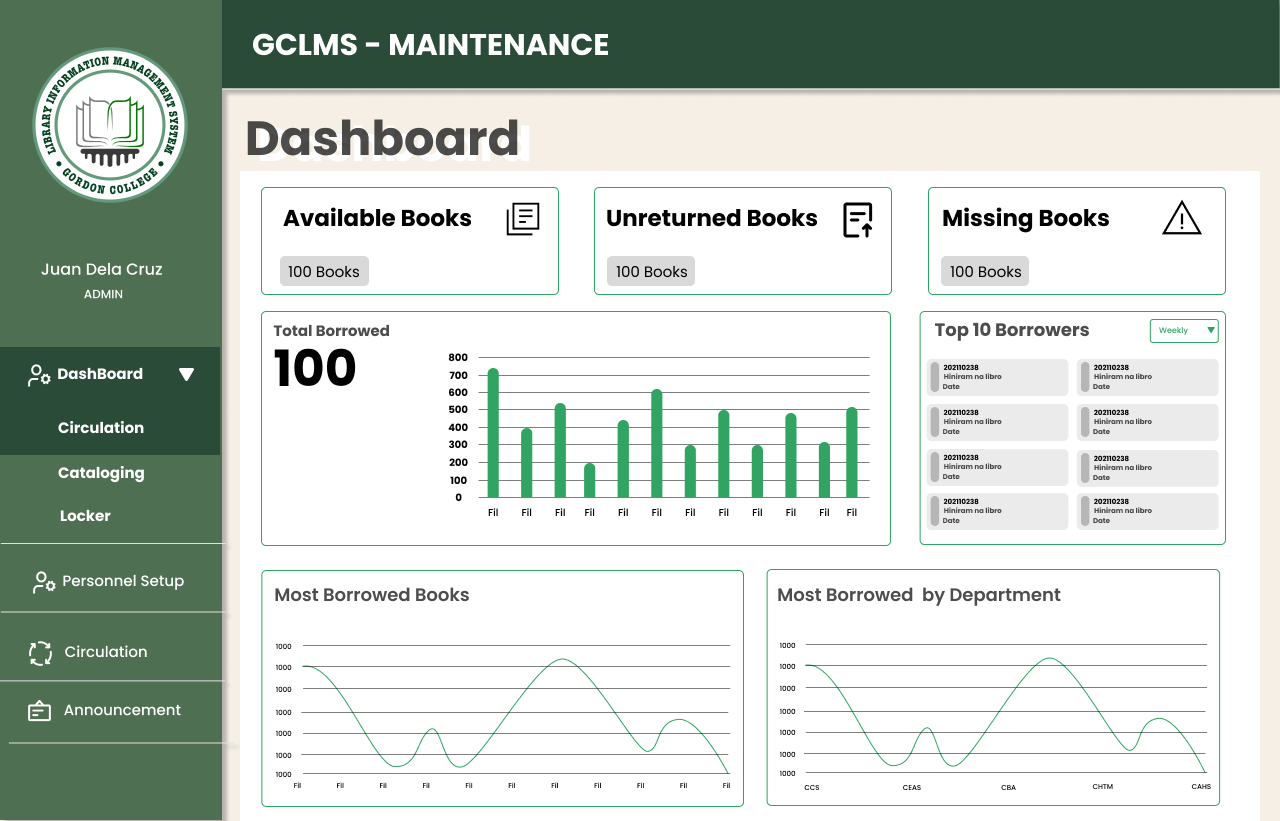 GCLMS - MAINTENANCE
LIBRARY INFORMATION MANAGEMENT SYSTEM
• GORDON COLLEGE •
Juan Dela Cruz
ADMIN
DashBoard
Circulation
Cataloging
Locker
Personnel Setup
Circulation
Announcement
Dashboard
Available Books
100 Books
Unreturned Books
100 Books
Missing Books
100 Books
Total Borrowed
100
800
700
600
500
400
300
200
100
0
Fil Fil Fil Fil Fil Fil Fil Fil Fil Fil Fil Fil
Top 10 Borrowers
Weekly
202110238
Hiniram na libro
Date
202110238
Hiniram na libro
Date
202110238
Hiniram na libro
Date
202110238
Hiniram na libro
Date
202110238
Hiniram na libro
Date
202110238
Hiniram na libro
Date
202110238
Hiniram na libro
Date
202110238
Hiniram na libro
Date
Most Borrowed Books
1000
1000
1000
1000
1000
1000
1000
Fil Fil Fil Fil Fil Fil Fil Fil Fil Fil Fil
Most Borrowed by Department
1000
1000
1000
1000
1000
1000
1000
CCS CEAS CBA CHTM CAHS